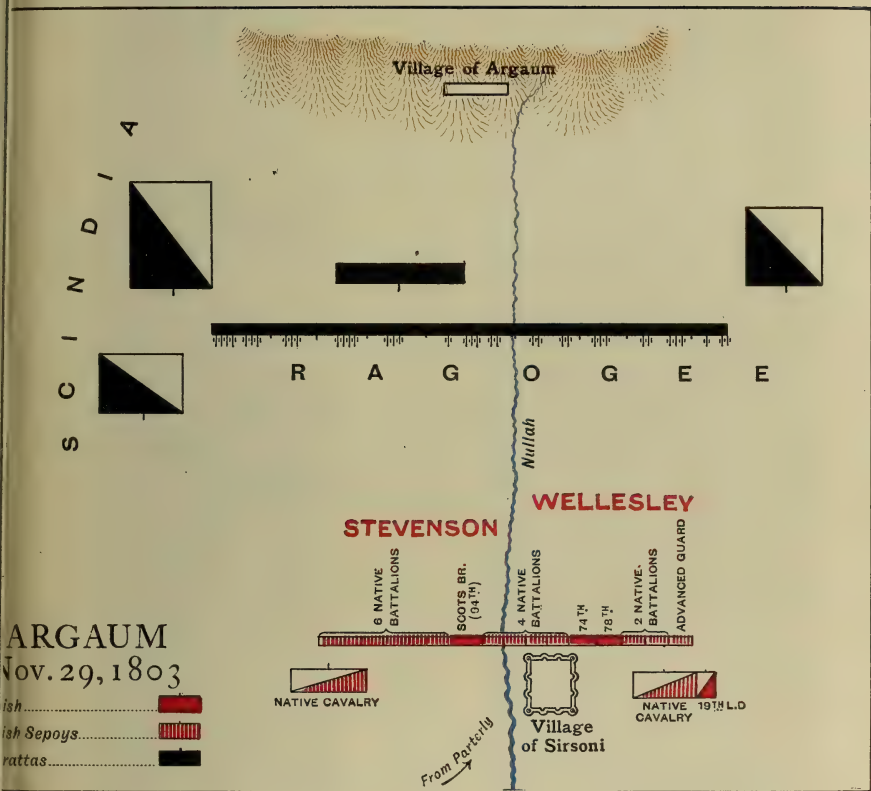 Village of Argaum
SCINDIA
RAGOGEE
Nullah
WELLESLEY
STEVENSON
6 NATIVE
BATTALIONS
SCOTS BR.
(94TH)
4 NATIVE
BATTALIONS
74TH
78TH
2 NATIVE
BATTALIONS
ADVANCED GUARD
ARGAUM
Nov. 29, 1803
ish
ish Sepoys
rattas
NATIVE CAVALRY
Village
of Sirsoni
NATIVE
CAVALRY
19TH L.D
From Parterly